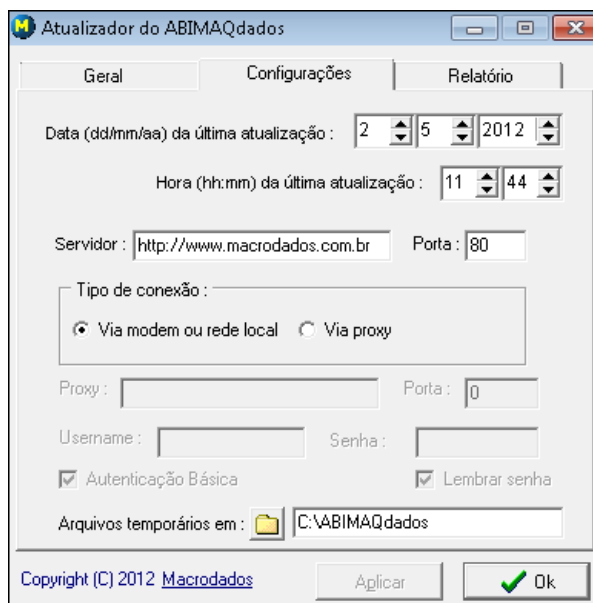 Atualizador do ABIMAQdados
Geral Configurações Relatório
Data (dd/mm/aa) da última atualização : 2 5 2012
Hora (hh:mm) da última atualização : 11 44
Servidor : http://www.macrodados.com.br Porta : 80
Tipo de conexão :
Via modem ou rede local Via proxy
Proxy : Porta : 0
Username : Senha :
Autenticação Básica Lembrar senha
Arquivos temporários em : C:\ABIMAQdados
Copyright (C) 2012 Macrodados Aplicar Ok